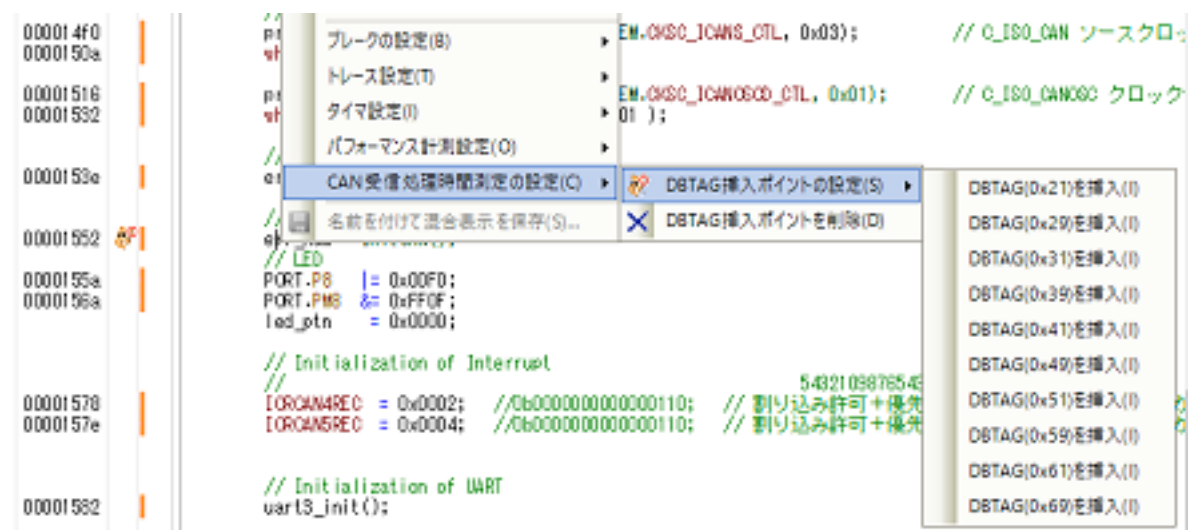 000014f0 EM.CKSC_ICANS_CTL, 0x03); // C_ISO_CAN ソースクロッ
0000150a
ブレークの設定(B)
トレース設定(T)
00001516 EM.CKSC_ICANOSCD_CTL, 0x01); // C_ISO_CANOSC クロック
00001532 01 );
タイマ設定(I)
パフォーマンス計測設定(O)
0000153e
CAN受信処理時間測定の設定(C)
DBTAG挿入ポイントの設定(S)
DBTAG挿入ポイントを削除(D)
名前を付けて混合表示を保存(S)...
DBTAG(0x21)を挿入(I)
DBTAG(0x29)を挿入(I)
DBTAG(0x31)を挿入(I)
DBTAG(0x39)を挿入(I)
DBTAG(0x41)を挿入(I)
DBTAG(0x49)を挿入(I)
DBTAG(0x51)を挿入(I)
DBTAG(0x59)を挿入(I)
DBTAG(0x61)を挿入(I)
DBTAG(0x69)を挿入(I)
00001552
// LED
0000155a PORT.P8 |= 0x00FD;
0000156a PORT.PM8 &= 0xFF0F;
led_ptn = 0x0000;
// Initialization of Interrupt
// 5432109876543
00001578 ICRCAN4REC = 0x0002; //0b0000000000000110; // 割り込み許可+優先
0000157e ICRCAN5REC = 0x0004; //0b0000000000000110; // 割り込み許可+優先
// Initialization of UART
00001582 uart3_init();